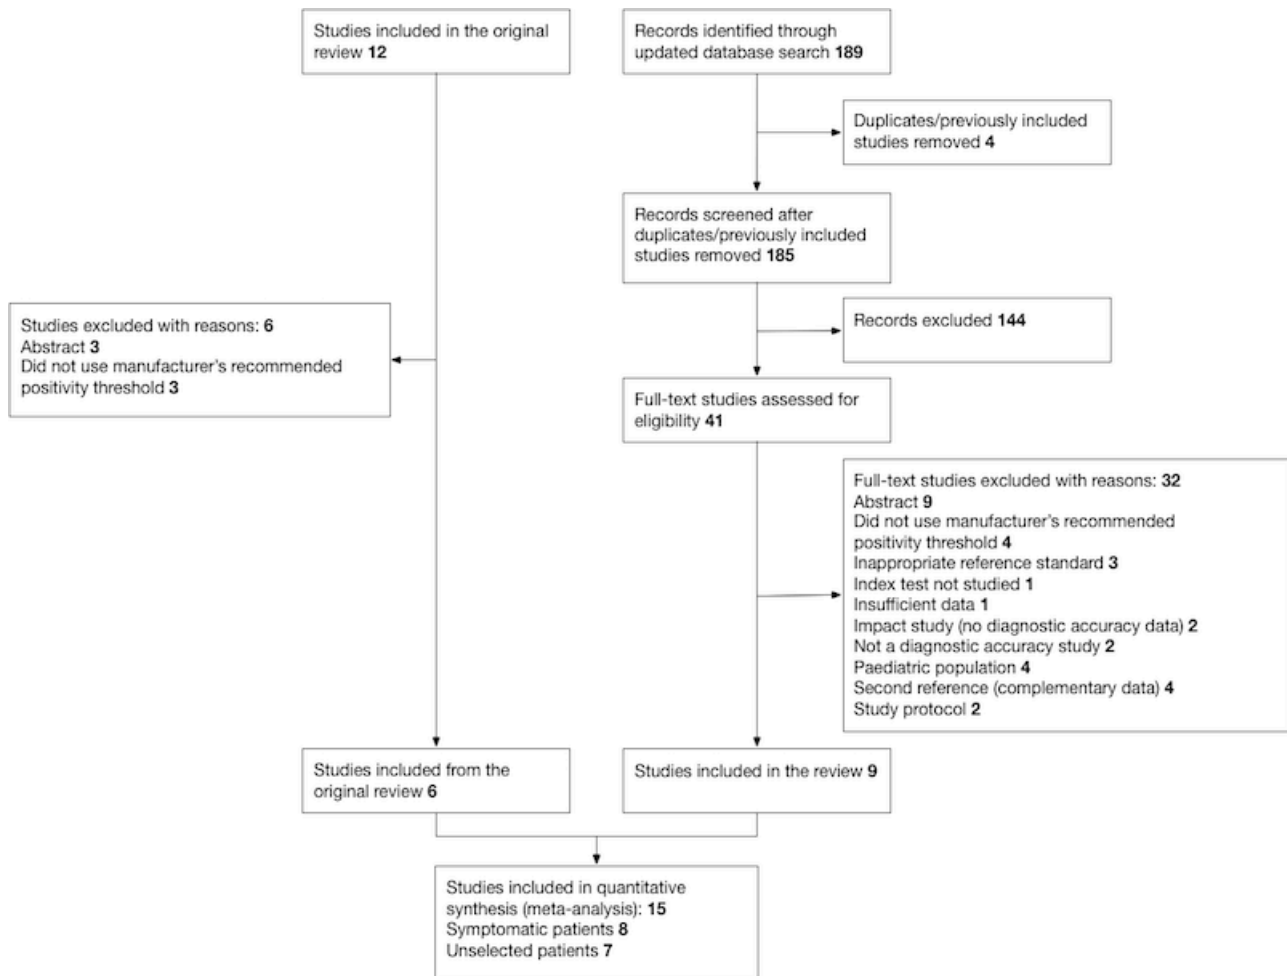 Studies included in the original
review 12
Records identified through
updated database search 189
Duplicates/previously included
studies removed 4
Records screened after
duplicates/previously included
studies removed 185
Studies excluded with reasons: 6
Abstract 3
Did not use manufacturer's recommended
positivity threshold 3
Records excluded 144
Full-text studies assessed for
eligibility 41
Full-text studies excluded with reasons: 32
Abstract 9
Did not use manufacturer's recommended
positivity threshold 4
Inappropriate reference standard 3
Index test not studied 1
Insufficient data 1
Impact study (no diagnostic accuracy data) 2
Not a diagnostic accuracy study 2
Paediatric population 4
Second reference (complementary data) 4
Study protocol 2
Studies included from the
original review 6
Studies included in the review 9
Studies included in quantitative
synthesis (meta-analysis): 15
Symptomatic patients 8
Unselected patients 7